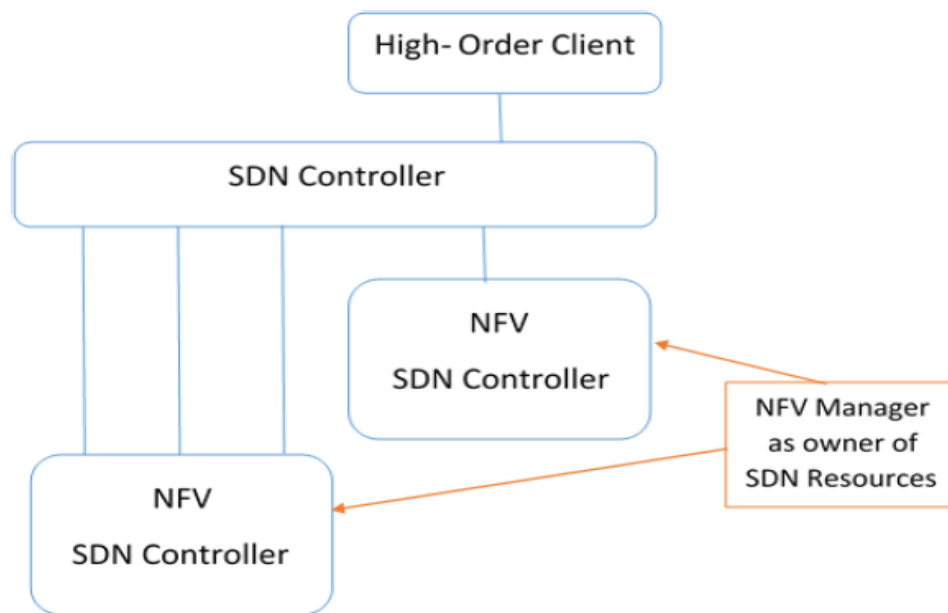 High- Order Client
SDN Controller
NFV
SDN Controller
NFV Manager
as owner of
SDN Resources
NFV
SDN Controller